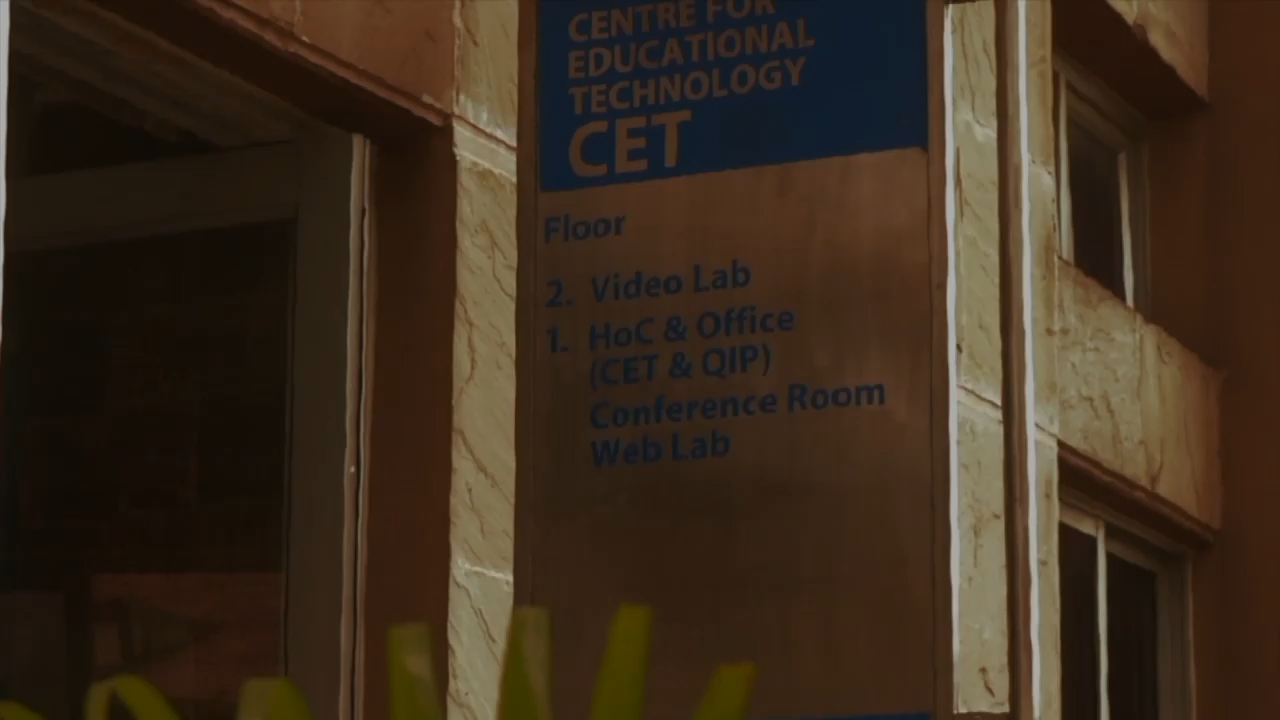 CENTRE FOR
EDUCATIONAL
TECHNOLOGY
CET
Floor
2. Video Lab
1. HoC & Office
(CET & QIP)
Conference Room
Web Lab